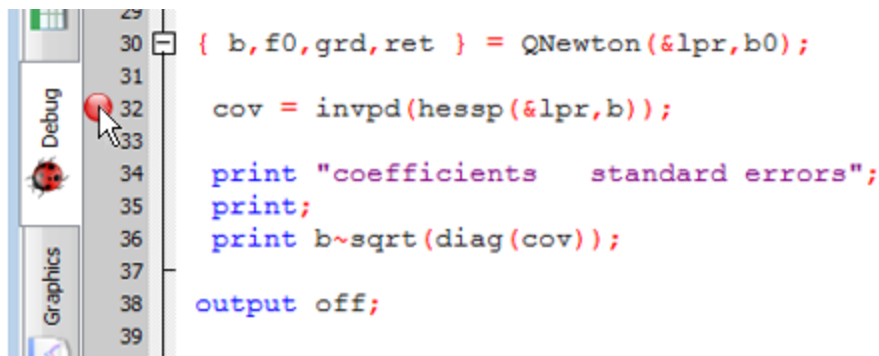 29
30 { b,f0,grd,ret } = QNewton(&lpr,b0);
31
32 cov = invpd(hessp(&lpr,b));
33
34 print "coefficients   standard errors";
35 print;
36 print b~sqrt(diag(cov));
37
38 output off;
39
Debug
Graphics